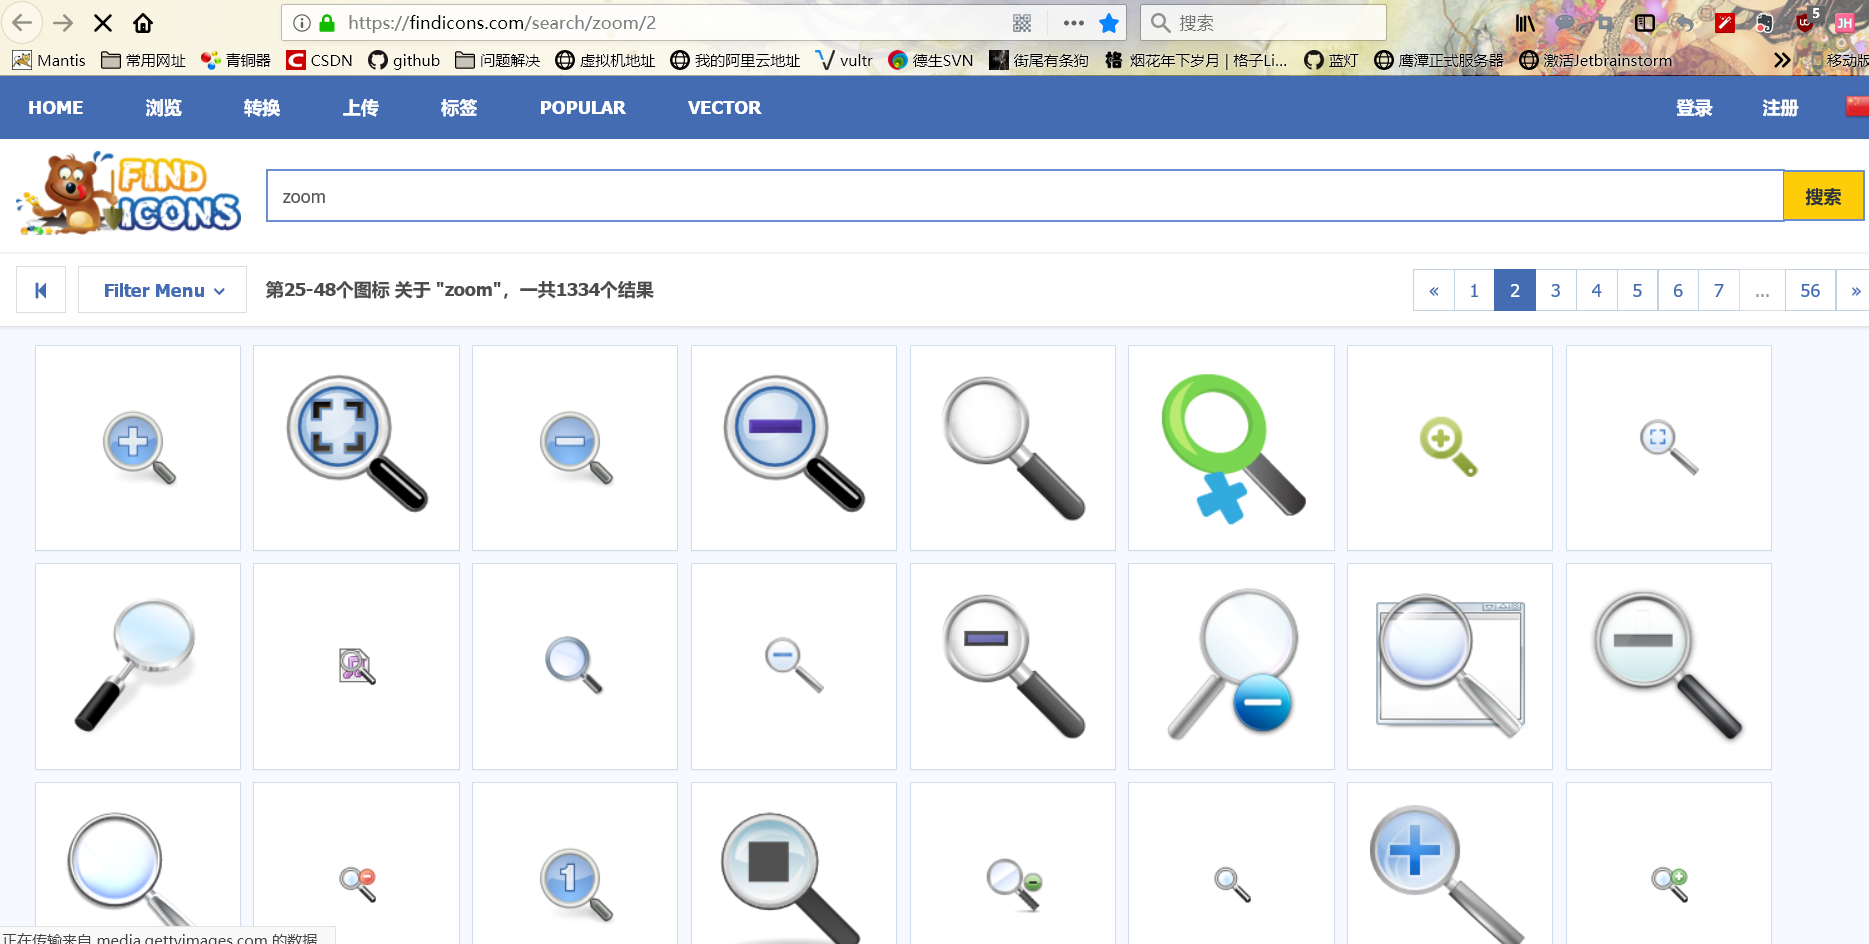 https://findicons.com/search/zoom/2
搜索
5
JH
Mantis 常用网址 青铜器 CSDN github 问题解决 虚拟机地址 我的阿里云地址 vultr 德生SVN 街尾有条狗 烟花年下岁月 | 格子Li... 蓝灯 鹰潭正式服务器 激活Jetbrainstorm 移动版
HOME 浏览 转换 上传 标签 POPULAR VECTOR 登录 注册
FIND
ICONS
zoom 搜索
Filter Menu 第25-48个图标 关于 "zoom"，一共1334个结果 « 1 2 3 4 5 6 7 ... 56 »
1
正在传输来自 media.gettyimages.com 的数据